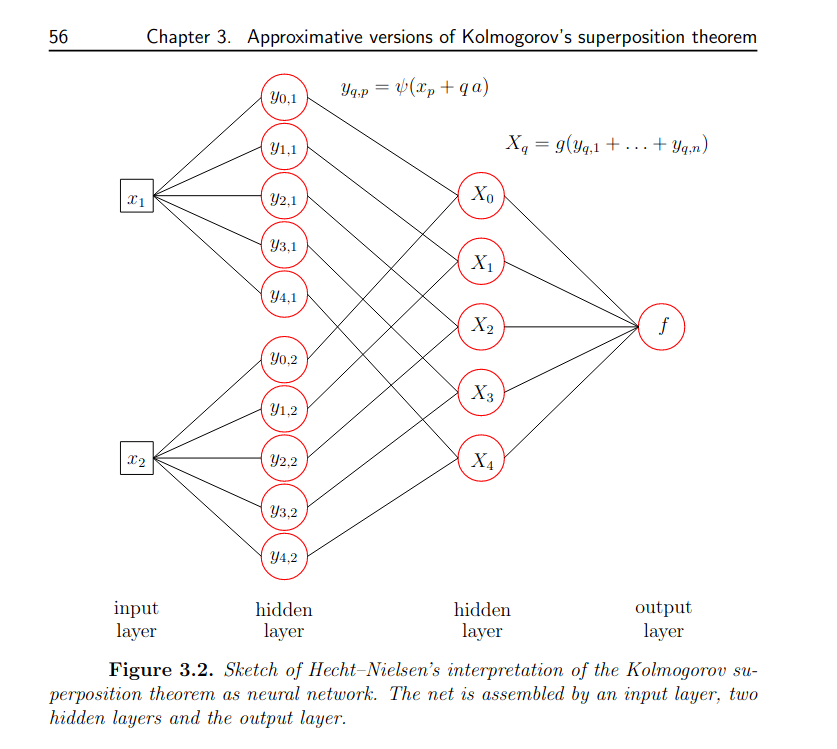 56 Chapter 3. Approximative versions of Kolmogorov's superposition theorem
y_{q,p} = ψ(x_p + q a)
X_q = g(y_{q,1} + . . . + y_{q,n})
x_1
x_2
y_{0,1}
y_{1,1}
y_{2,1}
y_{3,1}
y_{4,1}
y_{0,2}
y_{1,2}
y_{2,2}
y_{3,2}
y_{4,2}
X_0
X_1
X_2
X_3
X_4
f
input
layer
hidden
layer
hidden
layer
output
layer
Figure 3.2. Sketch of Hecht–Nielsen's interpretation of the Kolmogorov su-
perposition theorem as neural network. The net is assembled by an input layer, two
hidden layers and the output layer.